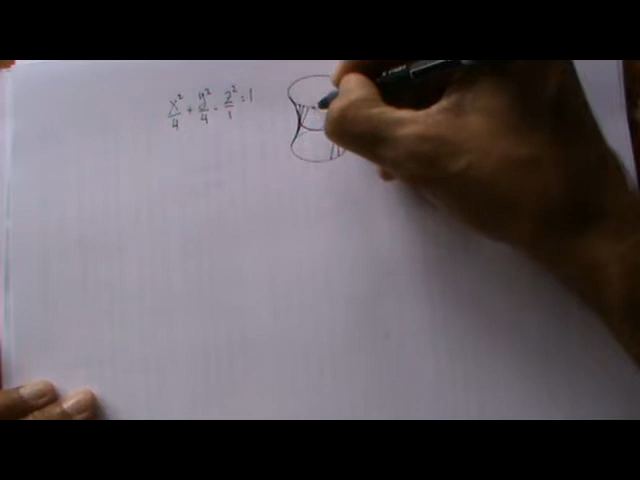 x²/4 + y²/4 - z²/1 = 1